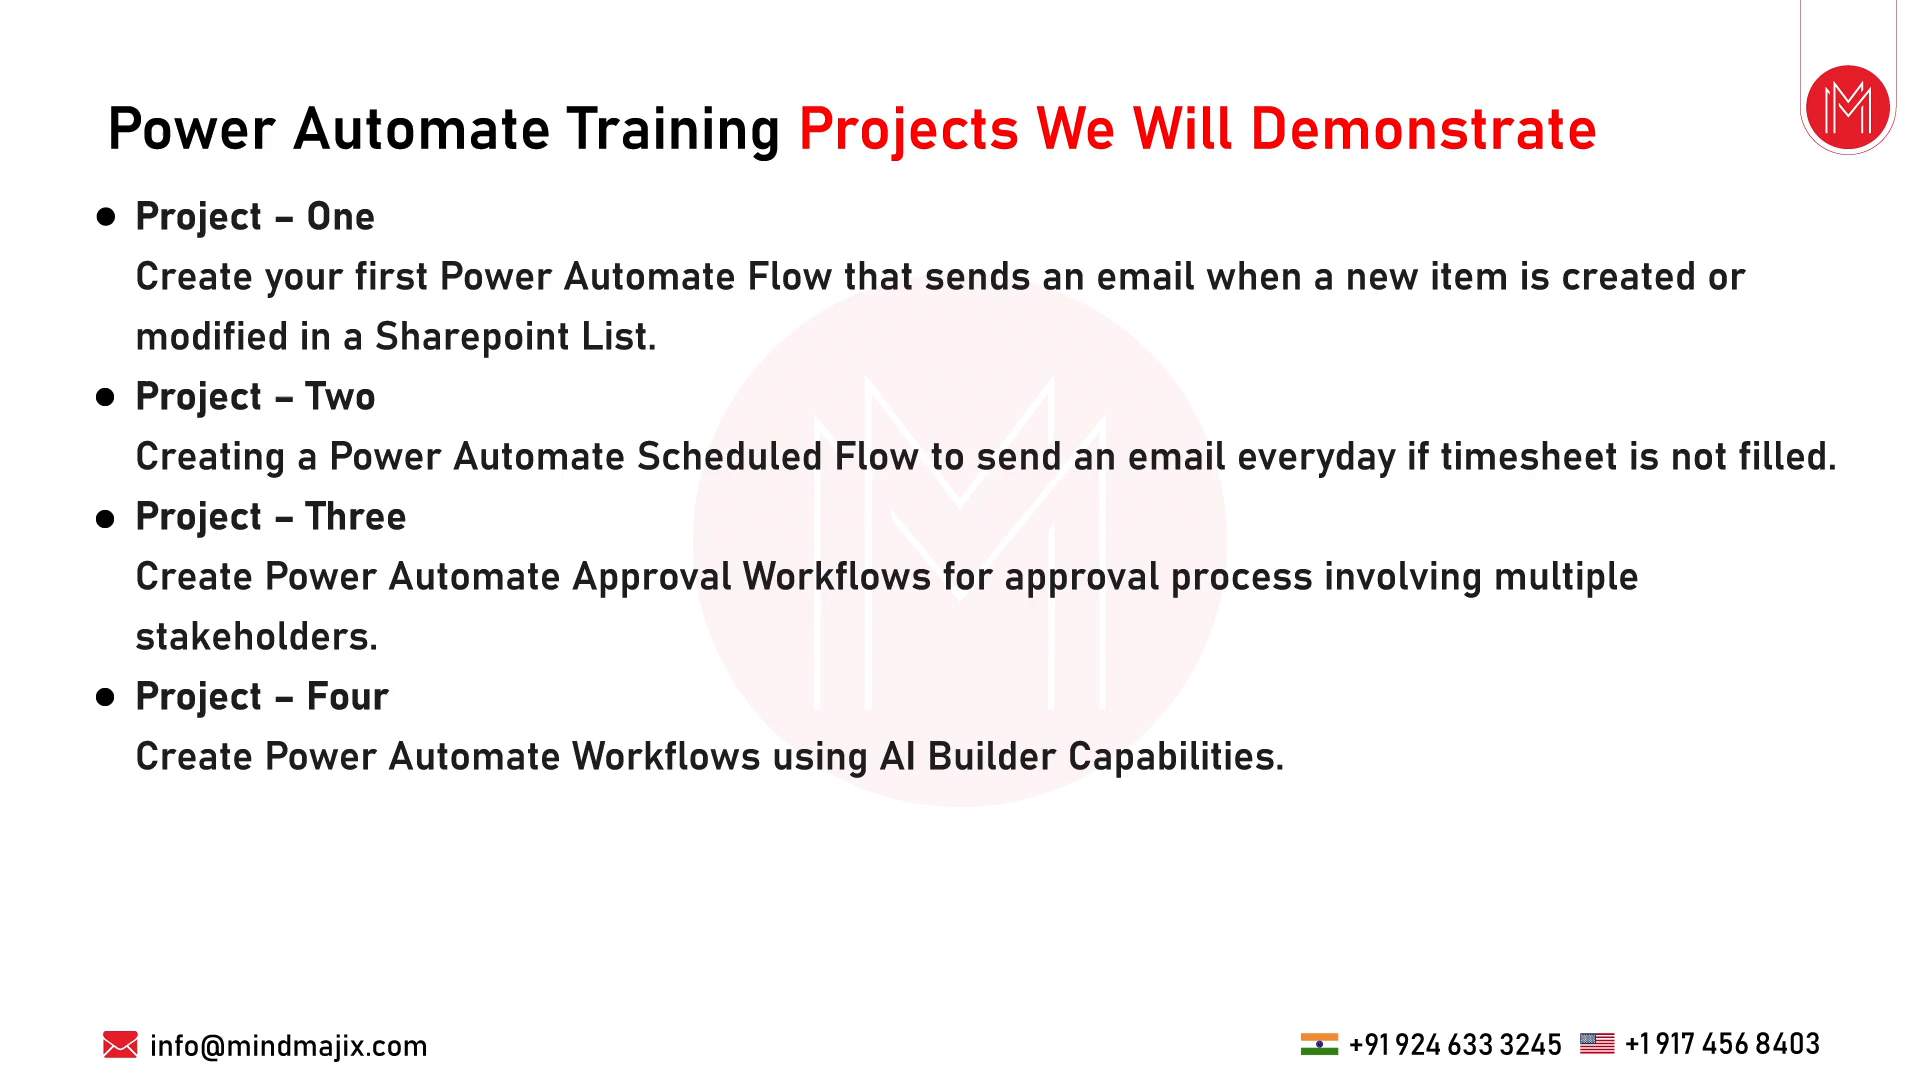 Power Automate Training Projects We Will Demonstrate
● Project – One
Create your first Power Automate Flow that sends an email when a new item is created or
modified in a Sharepoint List.
● Project – Two
Creating a Power Automate Scheduled Flow to send an email everyday if timesheet is not filled.
● Project – Three
Create Power Automate Approval Workflows for approval process involving multiple
stakeholders.
● Project – Four
Create Power Automate Workflows using AI Builder Capabilities.
info@mindmajix.com
+91 924 633 3245
+1 917 456 8403